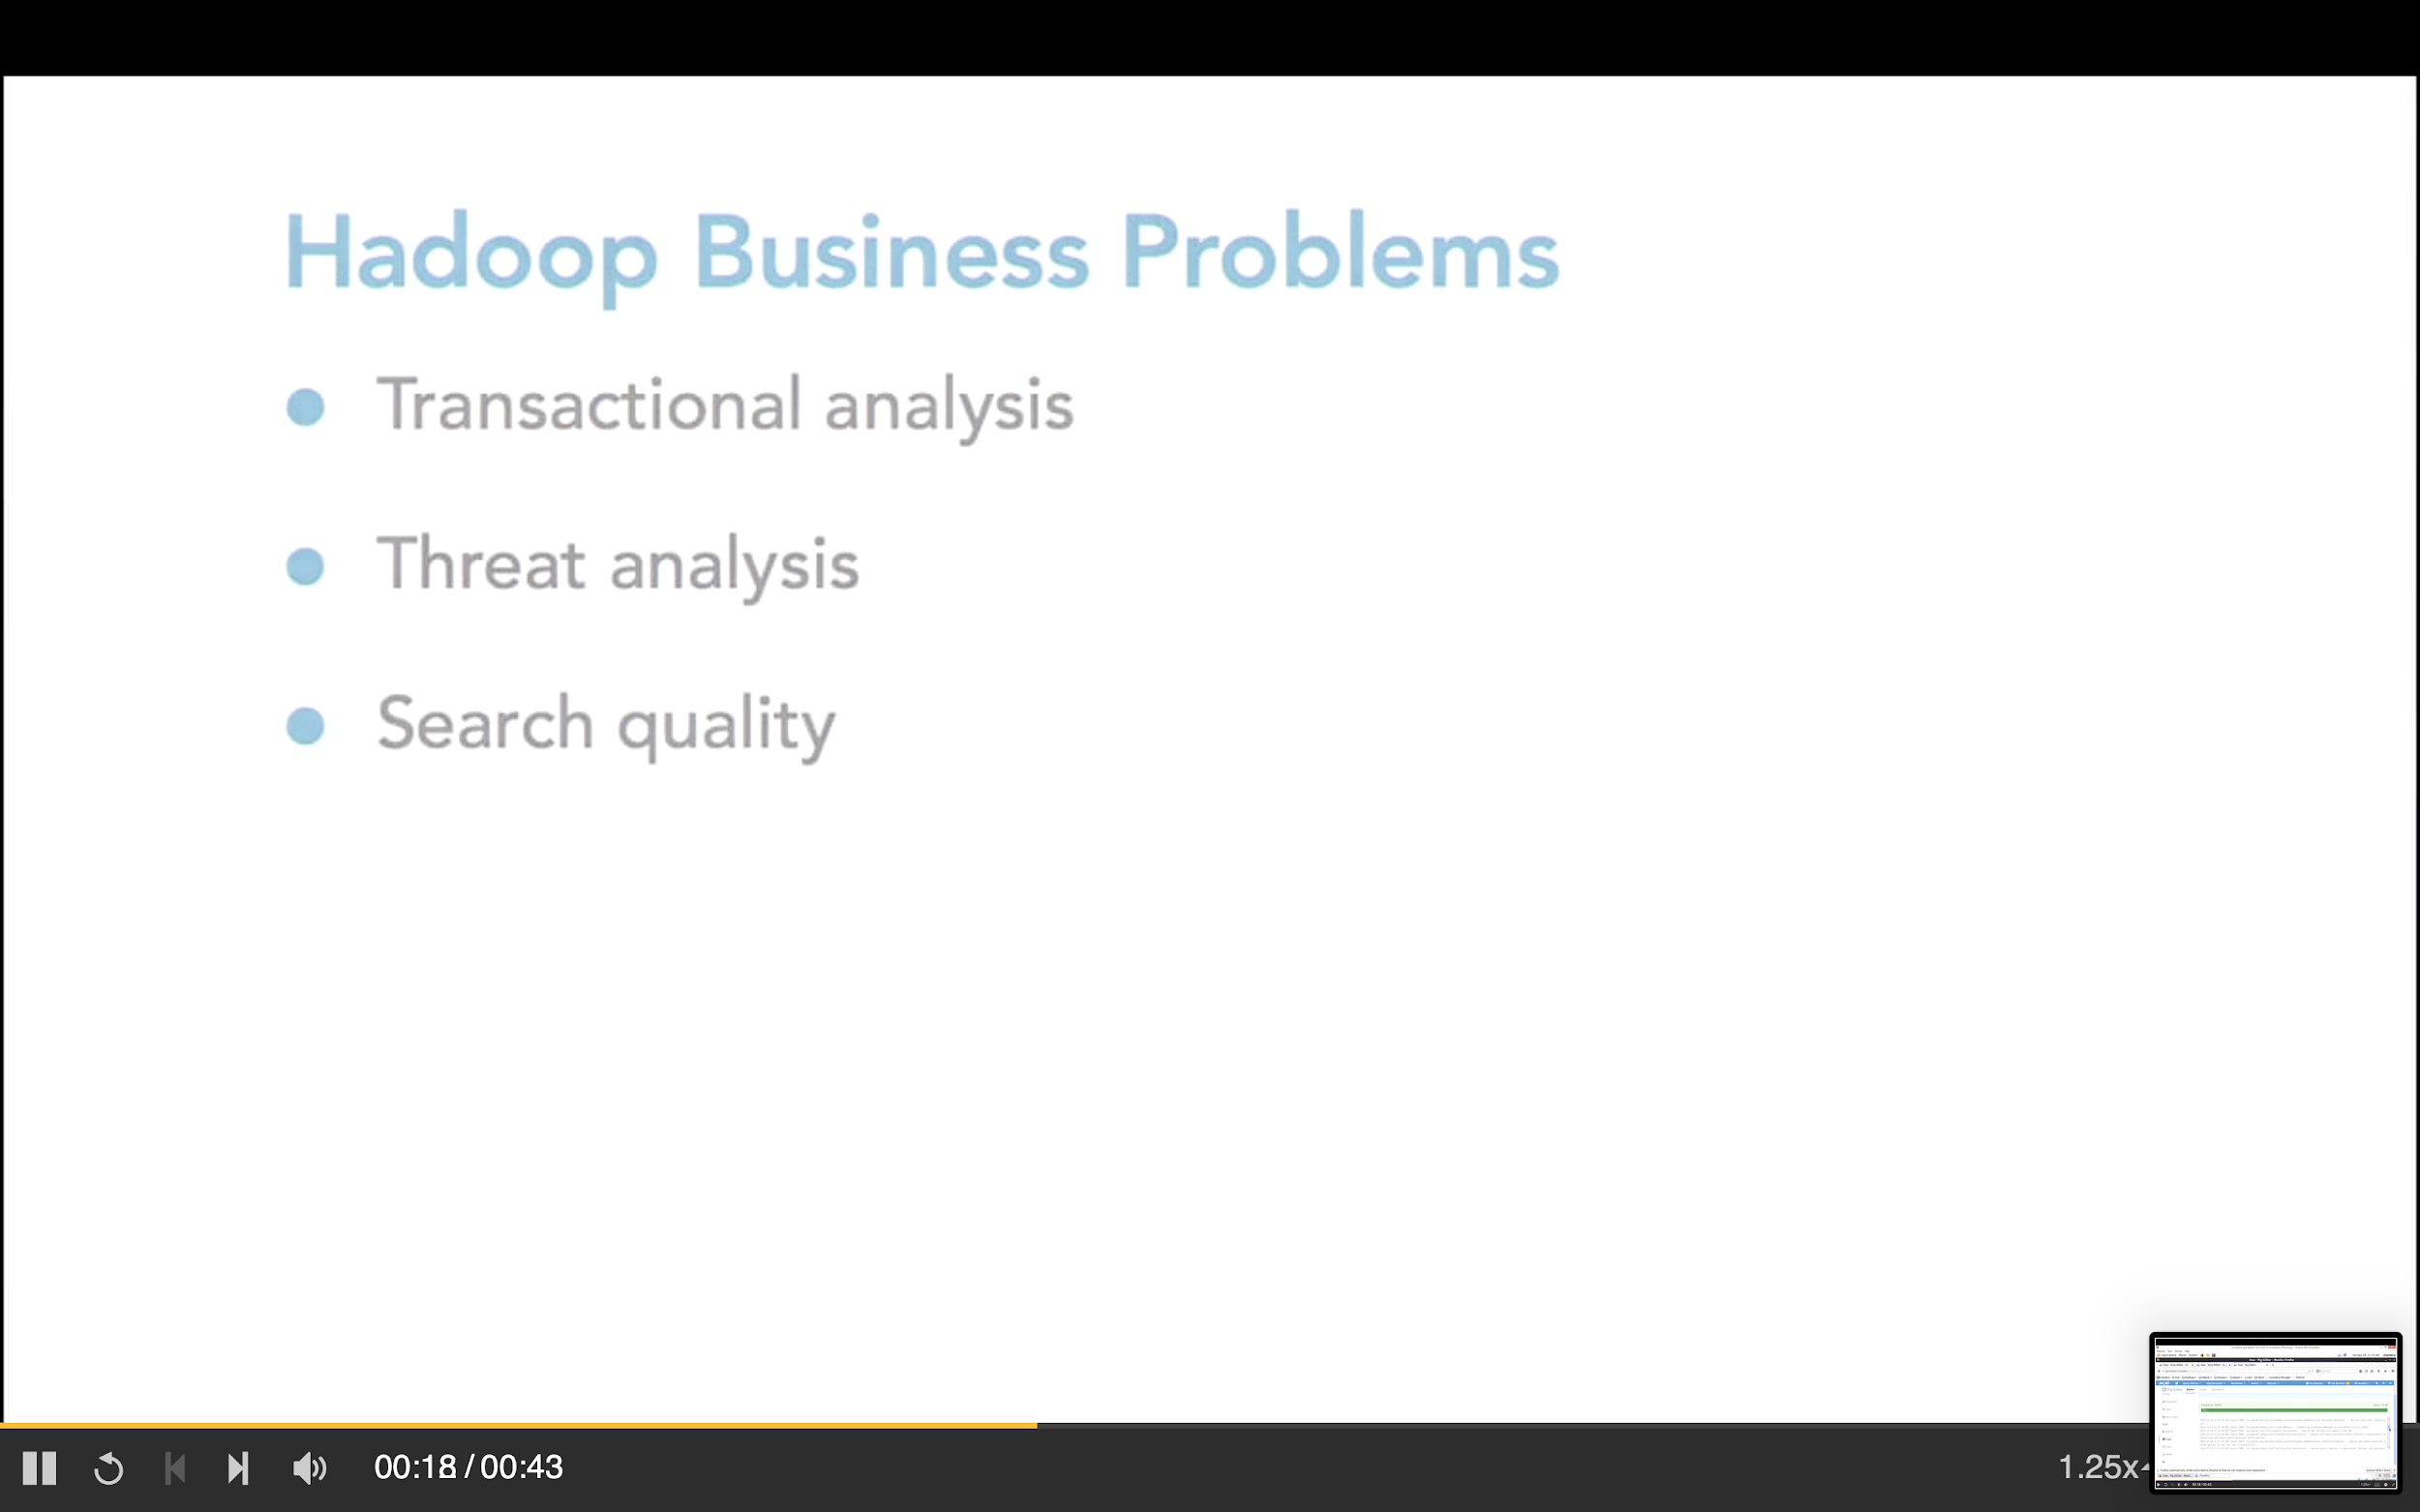 Hadoop Business Problems
Transactional analysis
Threat analysis
Search quality
00:18 / 00:43
1.25x